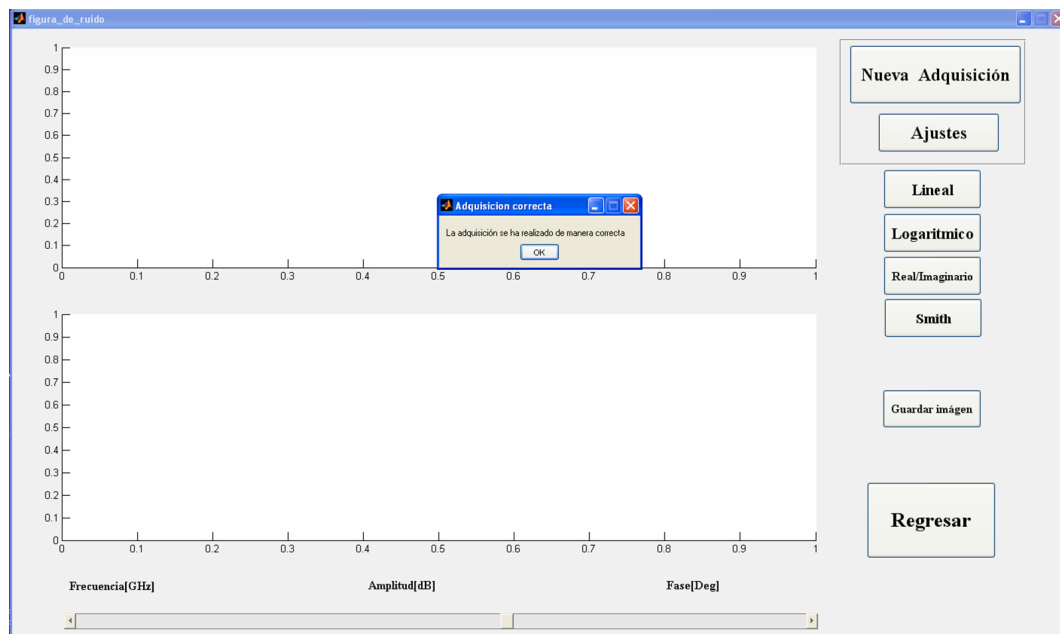 figura_de_ruido
1
0.9
0.8
0.7
0.6
0.5
0.4
0.3
0.2
0.1
0
0 0.1 0.2 0.3 0.4 0.5 0.6 0.7 0.8 0.9 1
Adquisicion correcta
La adquisición se ha realizado de manera correcta
OK
1
0.9
0.8
0.7
0.6
0.5
0.4
0.3
0.2
0.1
0
0 0.1 0.2 0.3 0.4 0.5 0.6 0.7 0.8 0.9 1
Frecuencia[GHz] Amplitud[dB] Fase[Deg]
Nueva Adquisición
Ajustes
Lineal
Logaritmico
Real/Imaginario
Smith
Guardar imágen
Regresar